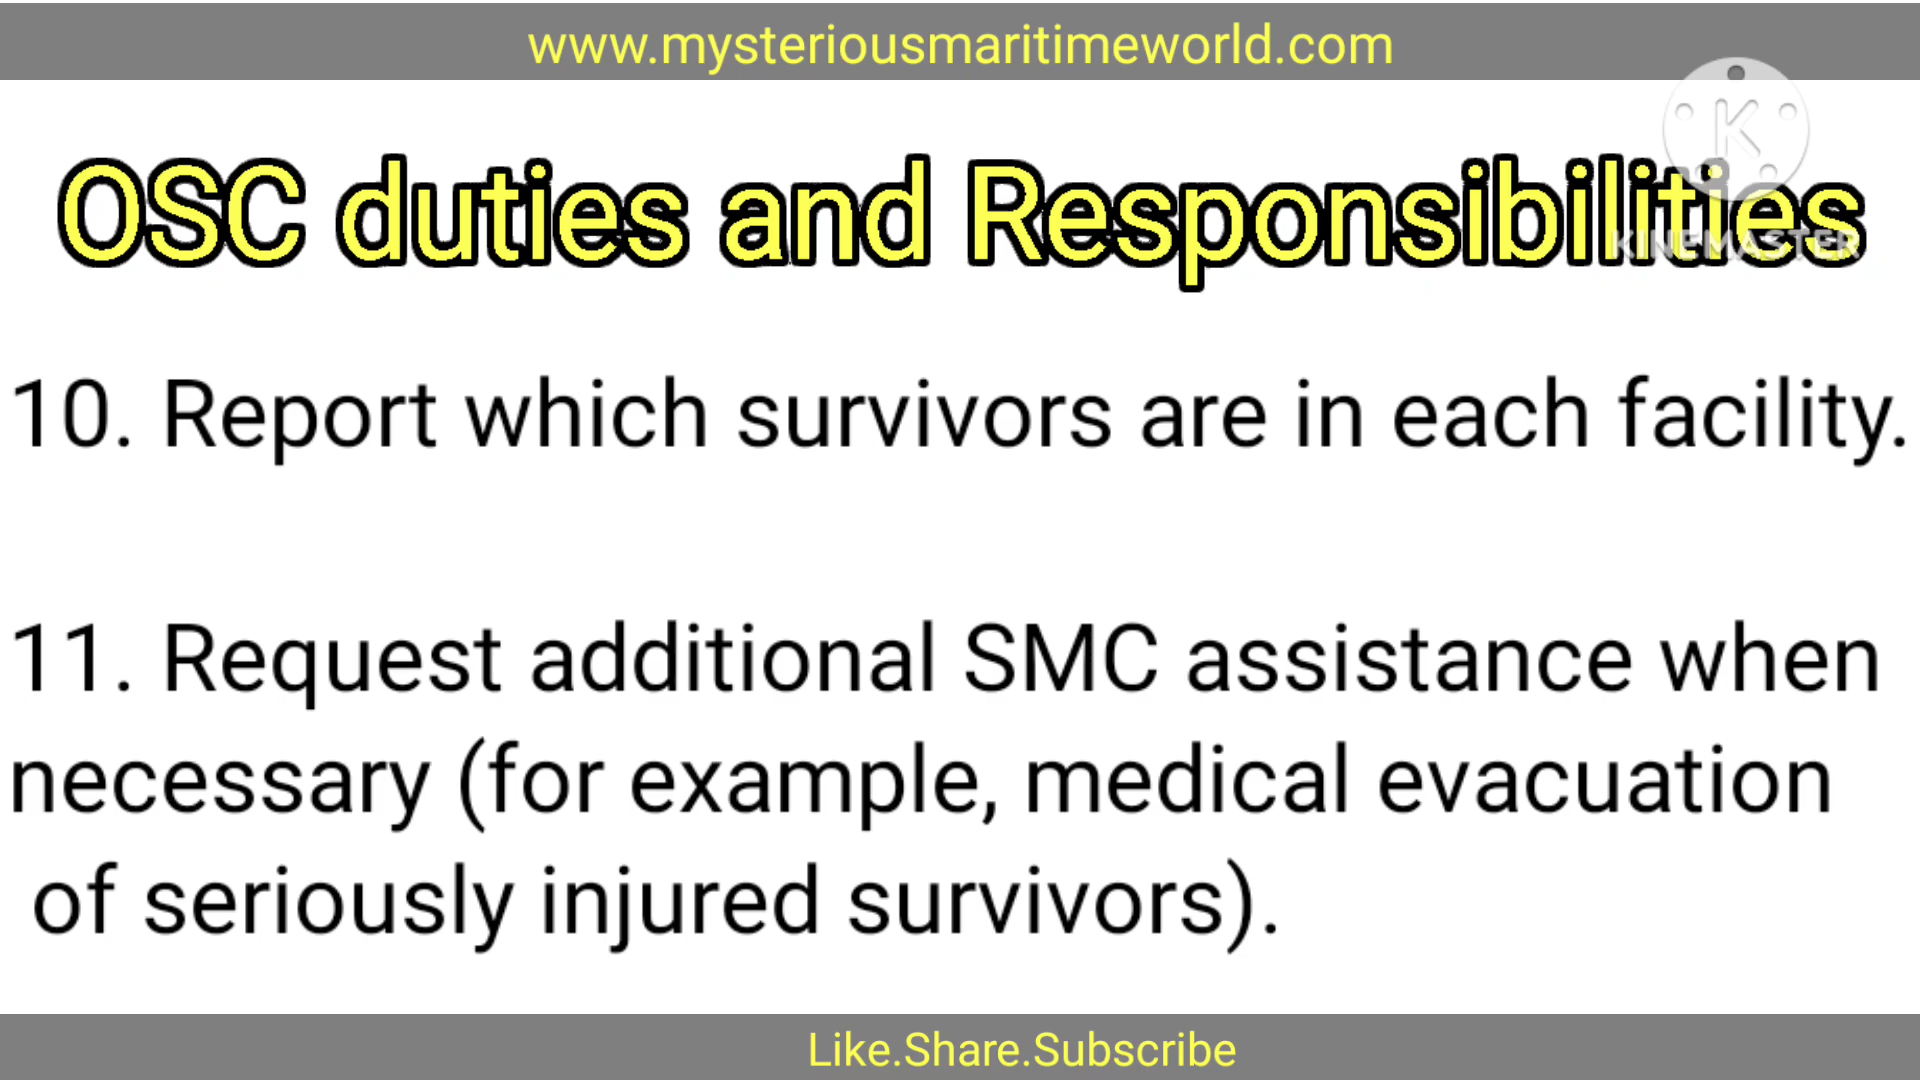 www.mysteriousmaritimeworld.com
K
OSC duties and Responsibilities
KINEMASTER
10. Report which survivors are in each facility.
11. Request additional SMC assistance when
necessary (for example, medical evacuation
of seriously injured survivors).
Like.Share.Subscribe